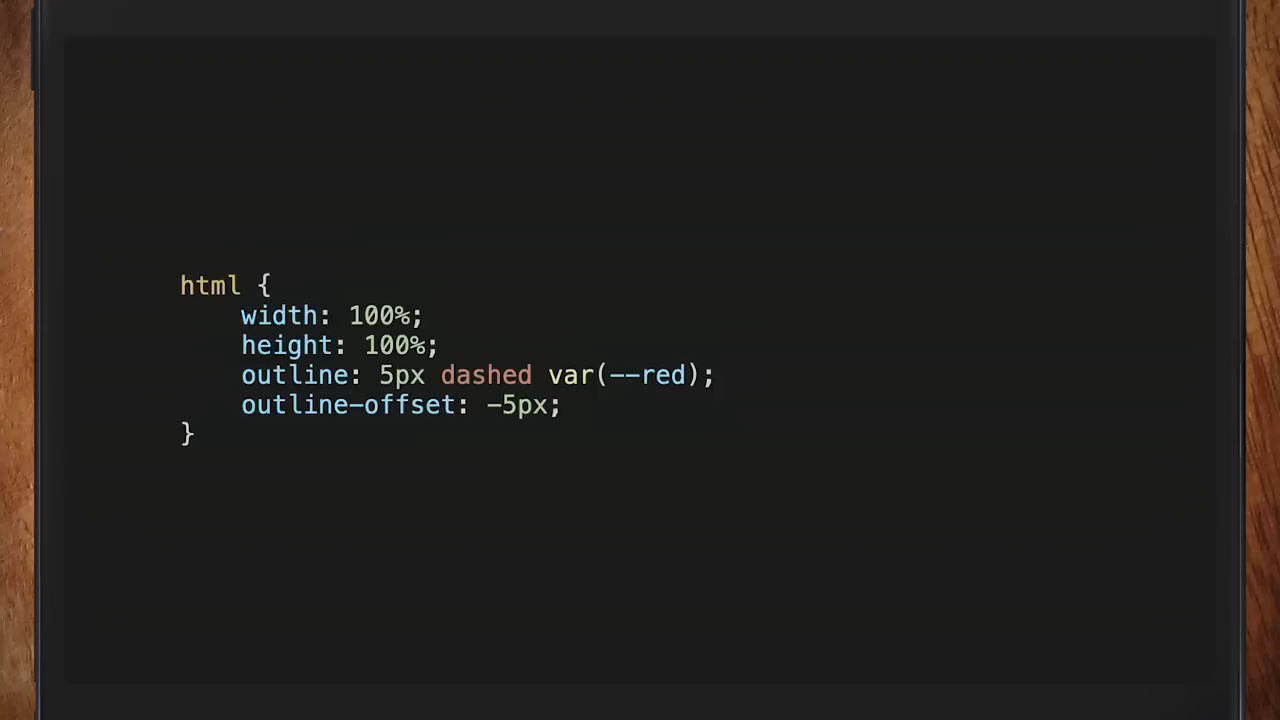 html {
    width: 100%;
    height: 100%;
    outline: 5px dashed var(--red);
    outline-offset: -5px;
}